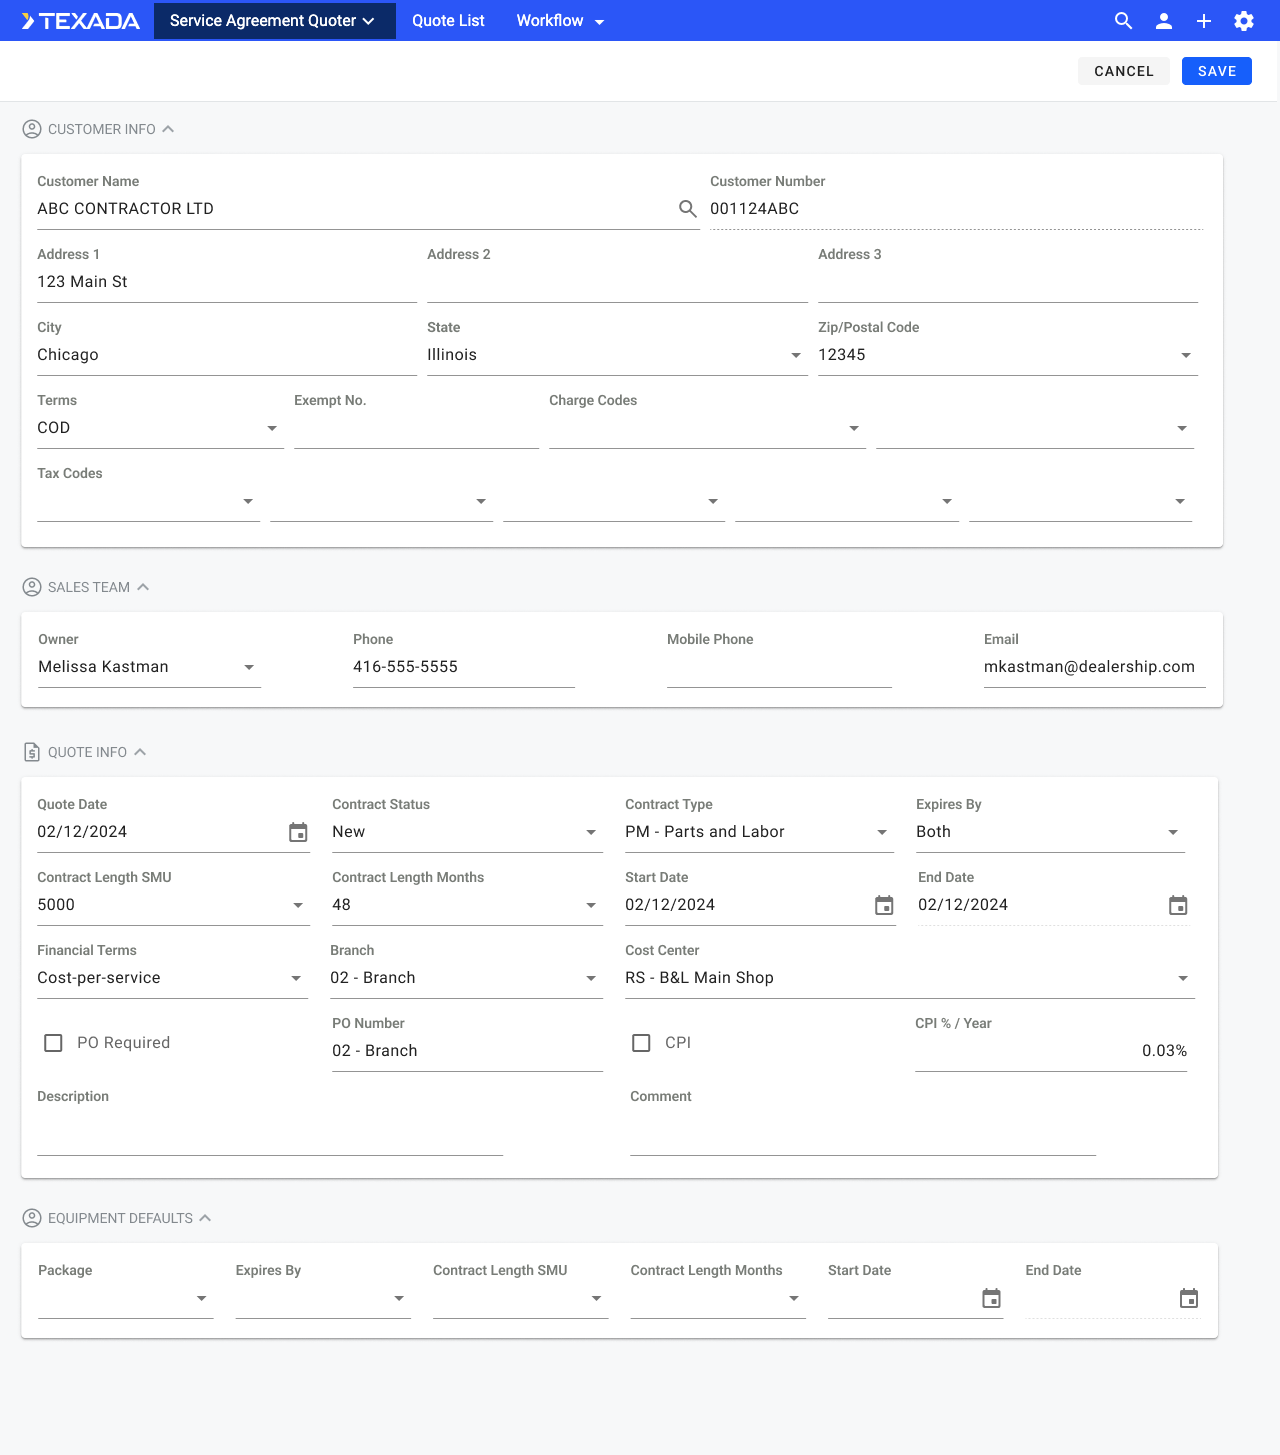 TEXADA Service Agreement Quoter Quote List Workflow
CANCEL SAVE
CUSTOMER INFO
Customer Name Customer Number
ABC CONTRACTOR LTD 001124ABC
Address 1 Address 2 Address 3
123 Main St
City State Zip/Postal Code
Chicago Illinois 12345
Terms Exempt No. Charge Codes
COD
Tax Codes
SALES TEAM
Owner Phone Mobile Phone Email
Melissa Kastman 416-555-5555 mkastman@dealership.com
QUOTE INFO
Quote Date Contract Status Contract Type Expires By
02/12/2024 New PM - Parts and Labor Both
Contract Length SMU Contract Length Months Start Date End Date
5000 48 02/12/2024 02/12/2024
Financial Terms Branch Cost Center
Cost-per-service 02 - Branch RS - B&L Main Shop
PO Number CPI % / Year
PO Required 02 - Branch CPI 0.03%
Description Comment
EQUIPMENT DEFAULTS
Package Expires By Contract Length SMU Contract Length Months Start Date End Date